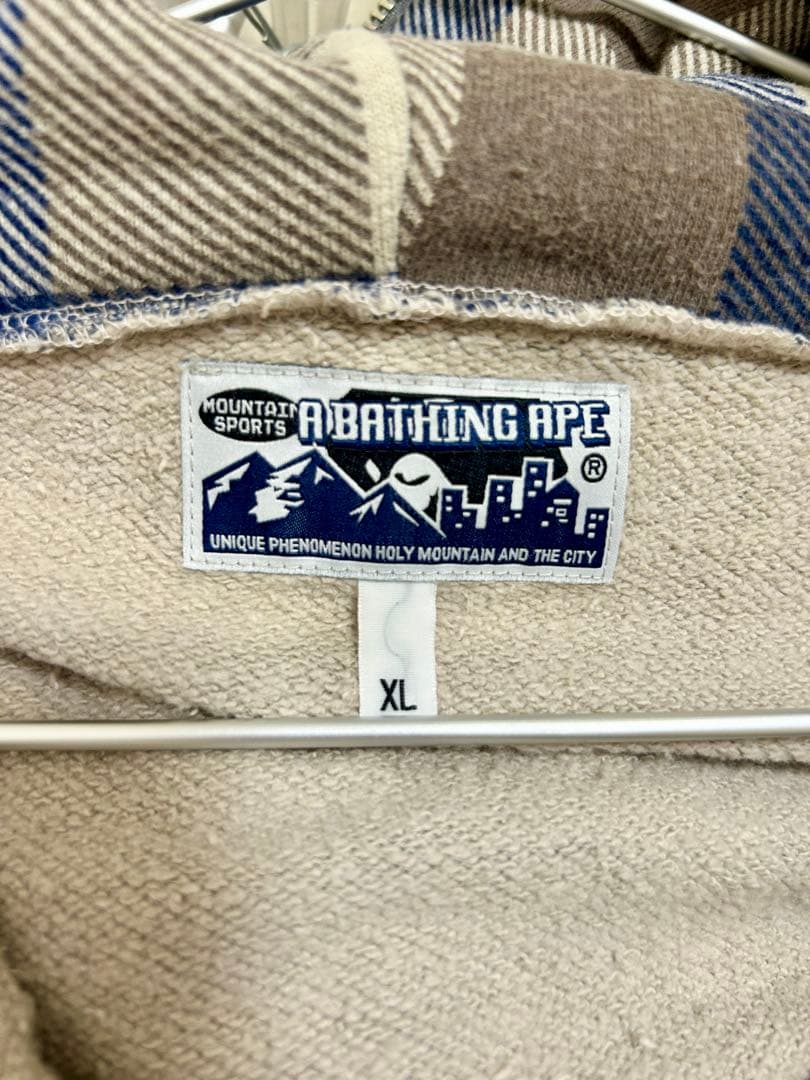 MOUNTAIN
SPORTS
A BATHING APE
®
UNIQUE PHENOMENON HOLY MOUNTAIN AND THE CITY
XL